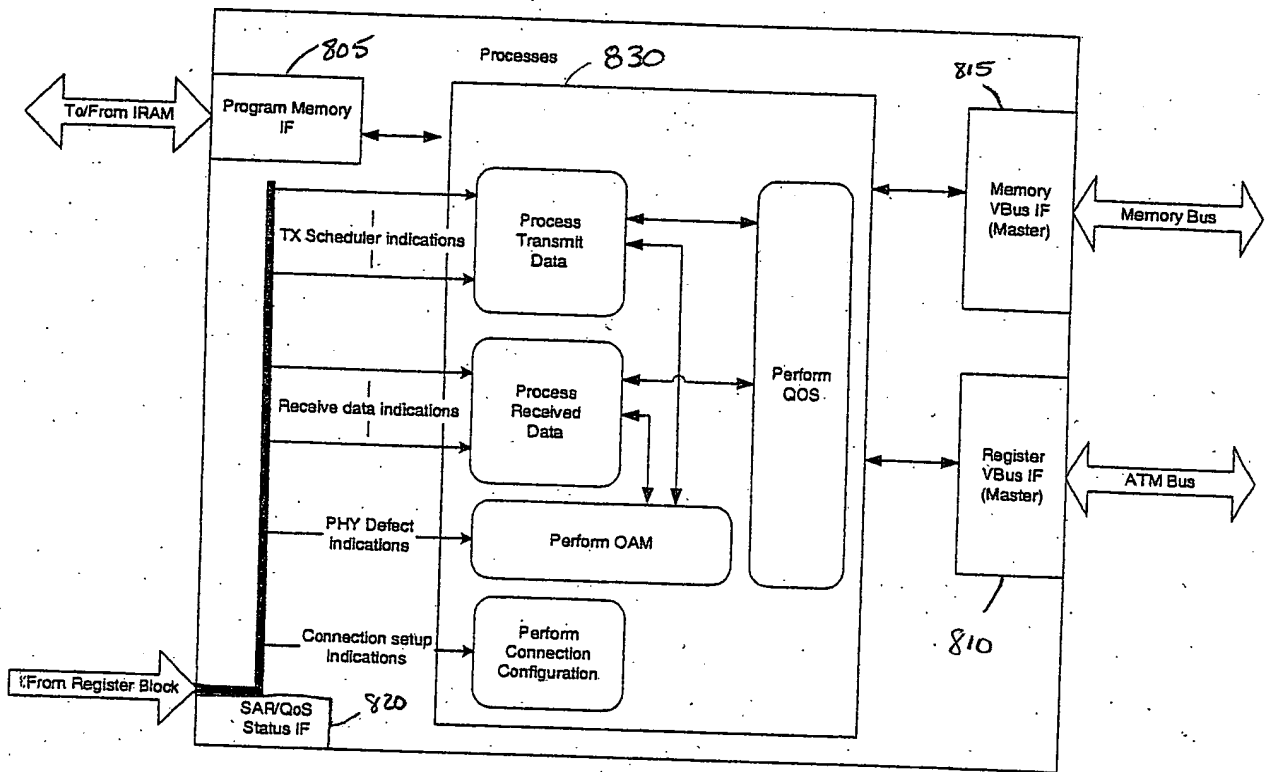 805
Processes
830
815
To/From IRAM
Program Memory
IF
Memory
VBus IF
(Master)
Memory Bus
TX Scheduler indications
Process
Transmit
Data
Receive data indications
Process
Received
Data
Perform
QOS
Register
VBus IF
(Master)
ATM Bus
PHY Defect
indications
Perform OAM
Connection setup
indications
Perform
Connection
Configuration
810
From Register Block
SAR/QoS
Status IF
820